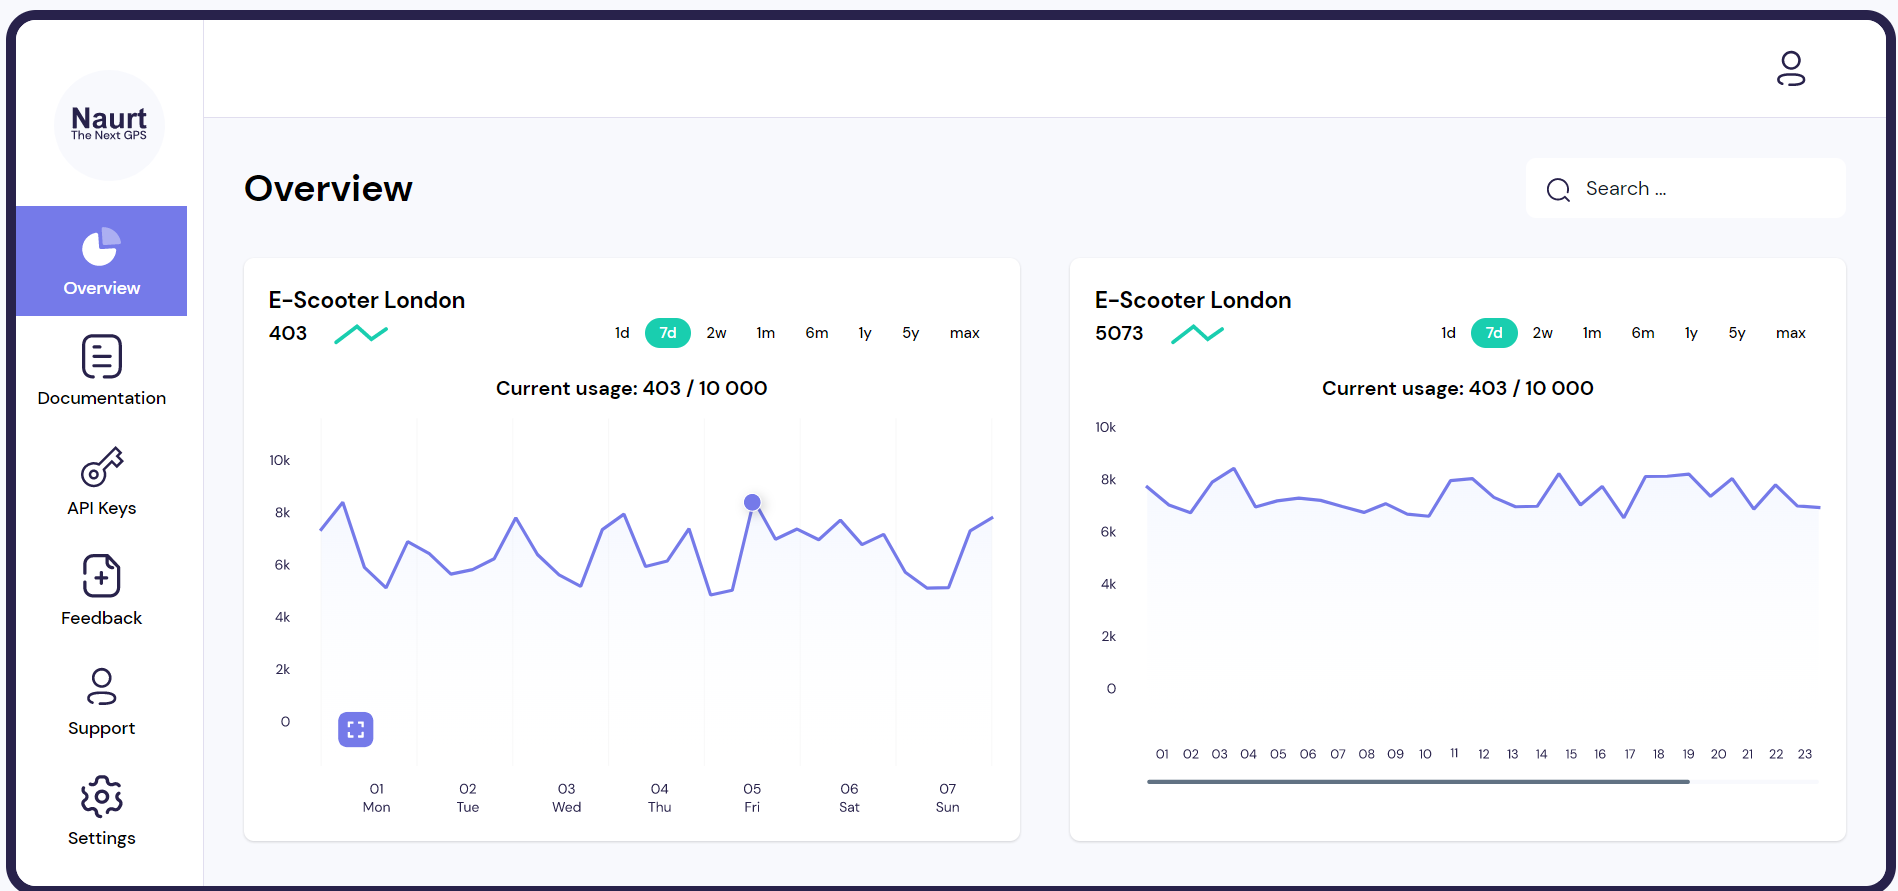 Naurt
The Next GPS
Overview
Documentation
API Keys
Feedback
Support
Settings
Overview
Search ...
E-Scooter London
403
1d 7d 2w 1m 6m 1y 5y max
Current usage: 403 / 10 000
10k
8k
6k
4k
2k
0
01 02 03 04 05 06 07
Mon Tue Wed Thu Fri Sat Sun
E-Scooter London
5073
1d 7d 2w 1m 6m 1y 5y max
Current usage: 403 / 10 000
10k
8k
6k
4k
2k
0
01 02 03 04 05 06 07 08 09 10 11 12 13 14 15 16 17 18 19 20 21 22 23